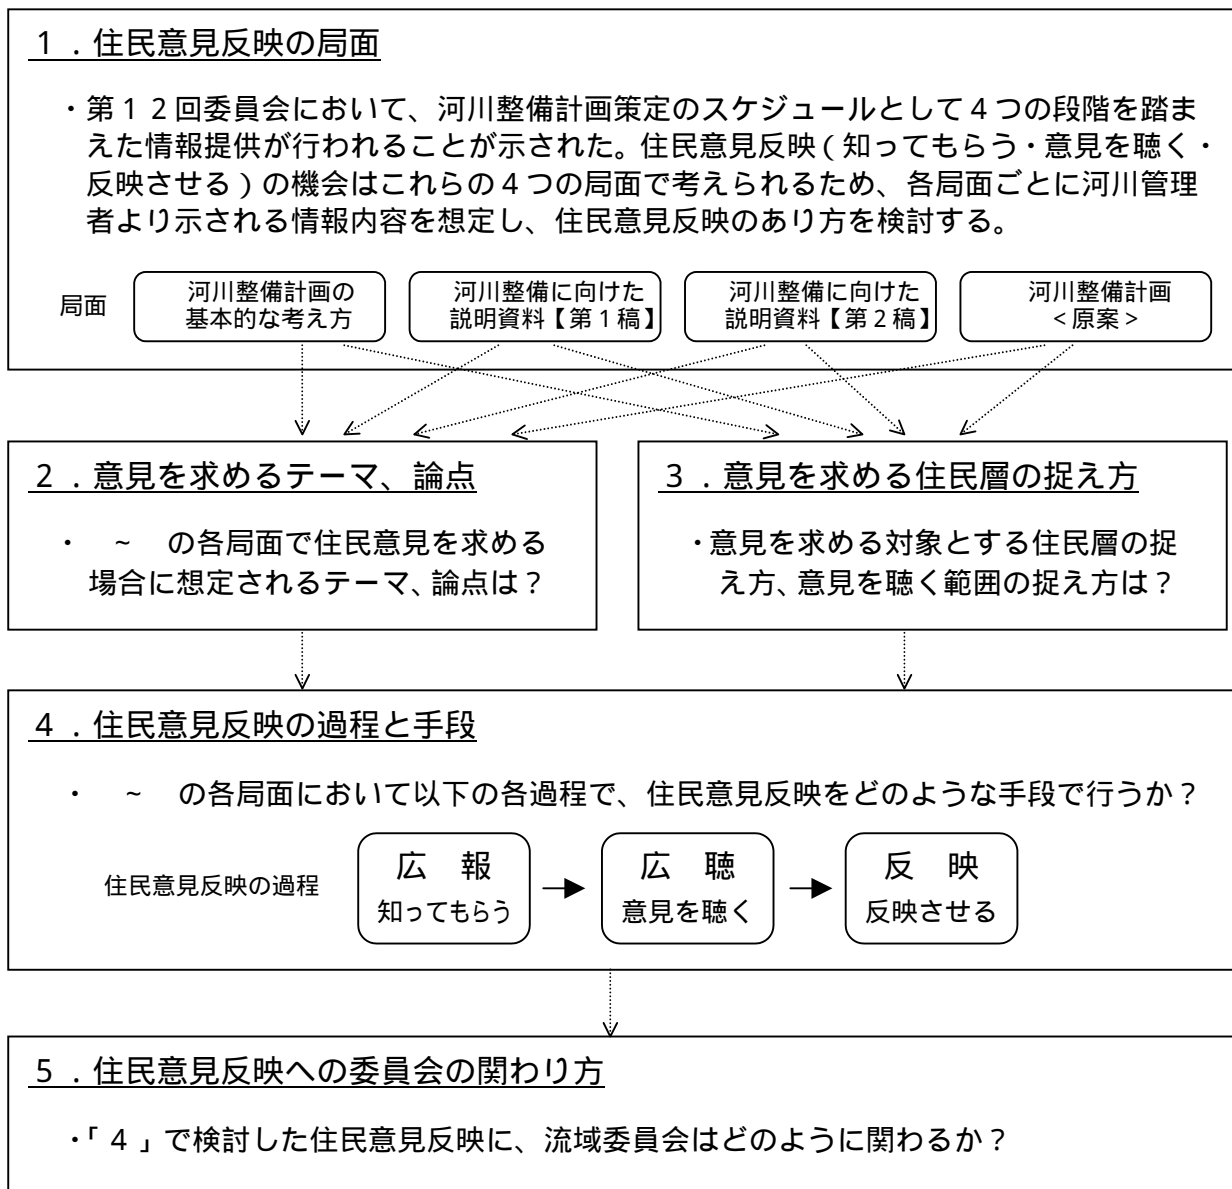 １．住民意見反映の局面
・第１２回委員会において、河川整備計画策定のスケジュールとして４つの段階を踏ま
えた情報提供が行われることが示された。住民意見反映（知ってもらう・意見を聴く・
反映させる）の機会はこれらの４つの局面で考えられるため、各局面ごとに河川管理
者より示される情報内容を想定し、住民意見反映のあり方を検討する。
局面
河川整備計画の
基本的な考え方
河川整備に向けた
説明資料【第１稿】
河川整備に向けた
説明資料【第２稿】
河川整備計画
＜原案＞
２．意見を求めるテーマ、論点
・　～　の各局面で住民意見を求める
場合に想定されるテーマ、論点は？
３．意見を求める住民層の捉え方
・意見を求める対象とする住民層の捉
え方、意見を聴く範囲の捉え方は？
４．住民意見反映の過程と手段
・　～　の各局面において以下の各過程で、住民意見反映をどのような手段で行うか？
住民意見反映の過程
広　報
知ってもらう
広　聴
意見を聴く
反　映
反映させる
５．住民意見反映への委員会の関わり方
・「４」で検討した住民意見反映に、流域委員会はどのように関わるか？